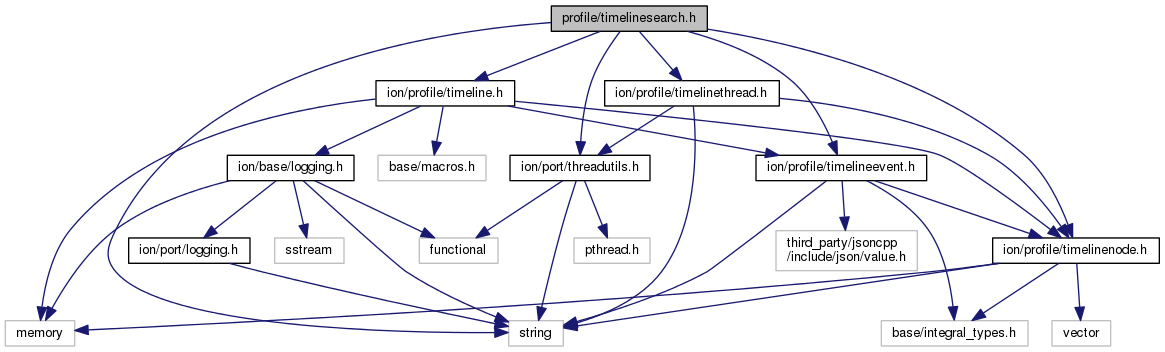 profile/timelinesearch.h
ion/profile/timeline.h
ion/profile/timelinethread.h
ion/base/logging.h
base/macros.h
ion/port/threadutils.h
ion/profile/timelineevent.h
ion/port/logging.h
sstream
functional
pthread.h
third_party/jsoncpp
/include/json/value.h
ion/profile/timelinenode.h
memory
string
base/integral_types.h
vector